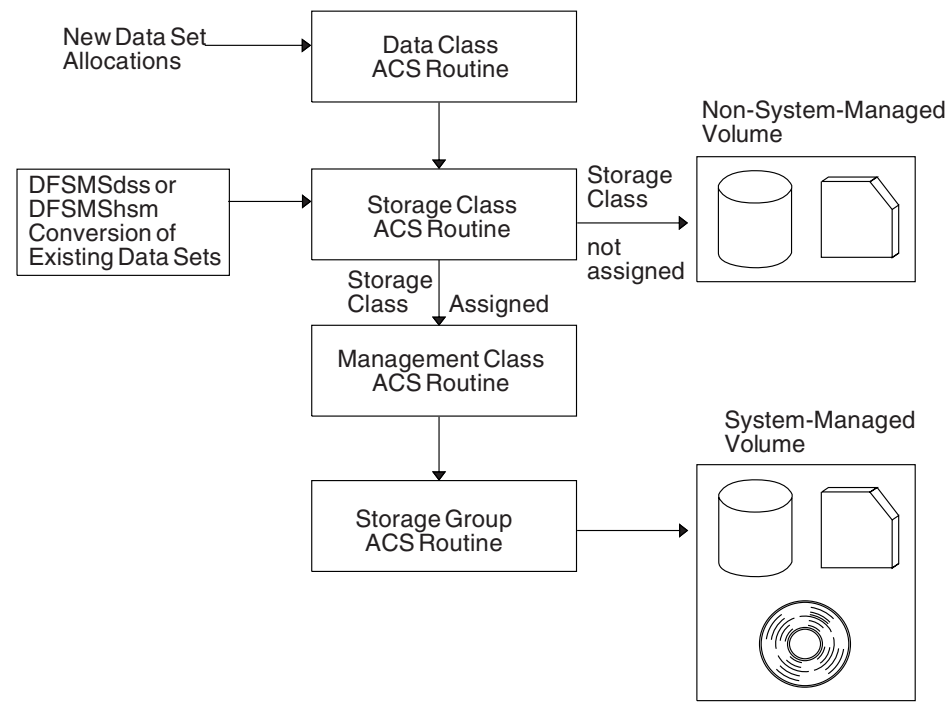 New Data Set
Allocations
Data Class
ACS Routine
Non-System-Managed
Volume
DFSMSdss or
DFSMShsm
Conversion of
Existing Data Sets
Storage Class
ACS Routine
Storage
Class
not
assigned
Storage
Class
Assigned
Management Class
ACS Routine
System-Managed
Volume
Storage Group
ACS Routine